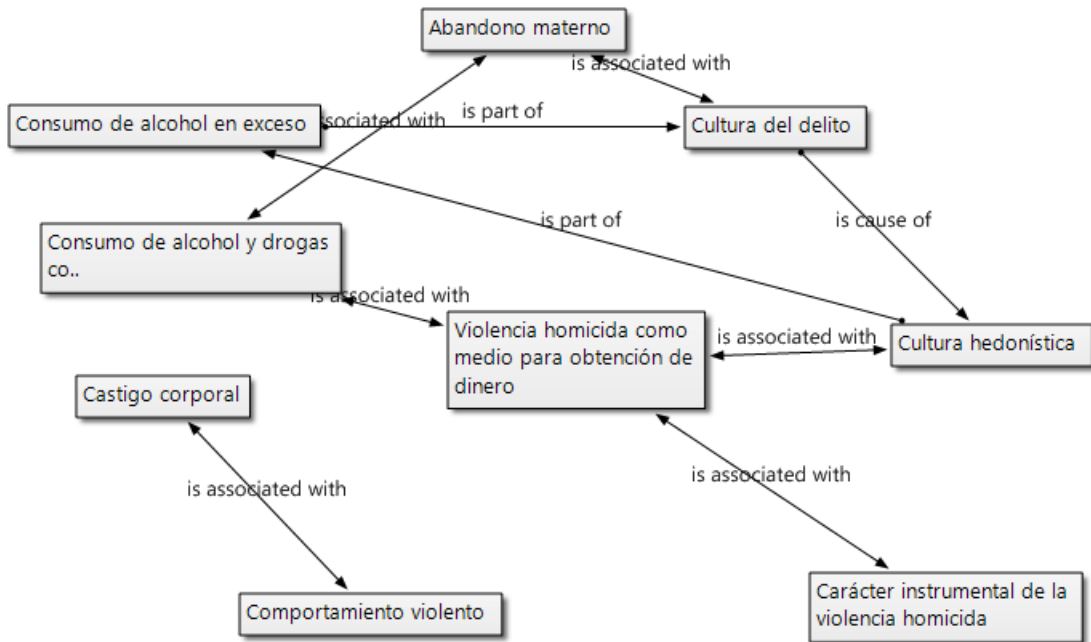 Abandono materno
is associated with
Consumo de alcohol en exceso
associated with
is part of
Cultura del delito
is part of
is cause of
Consumo de alcohol y drogas
co..
is associated with
Violencia homicida como
medio para obtención de
dinero
is associated with
Cultura hedonística
Castigo corporal
is associated with
is associated with
Comportamiento violento
Carácter instrumental de la
violencia homicida